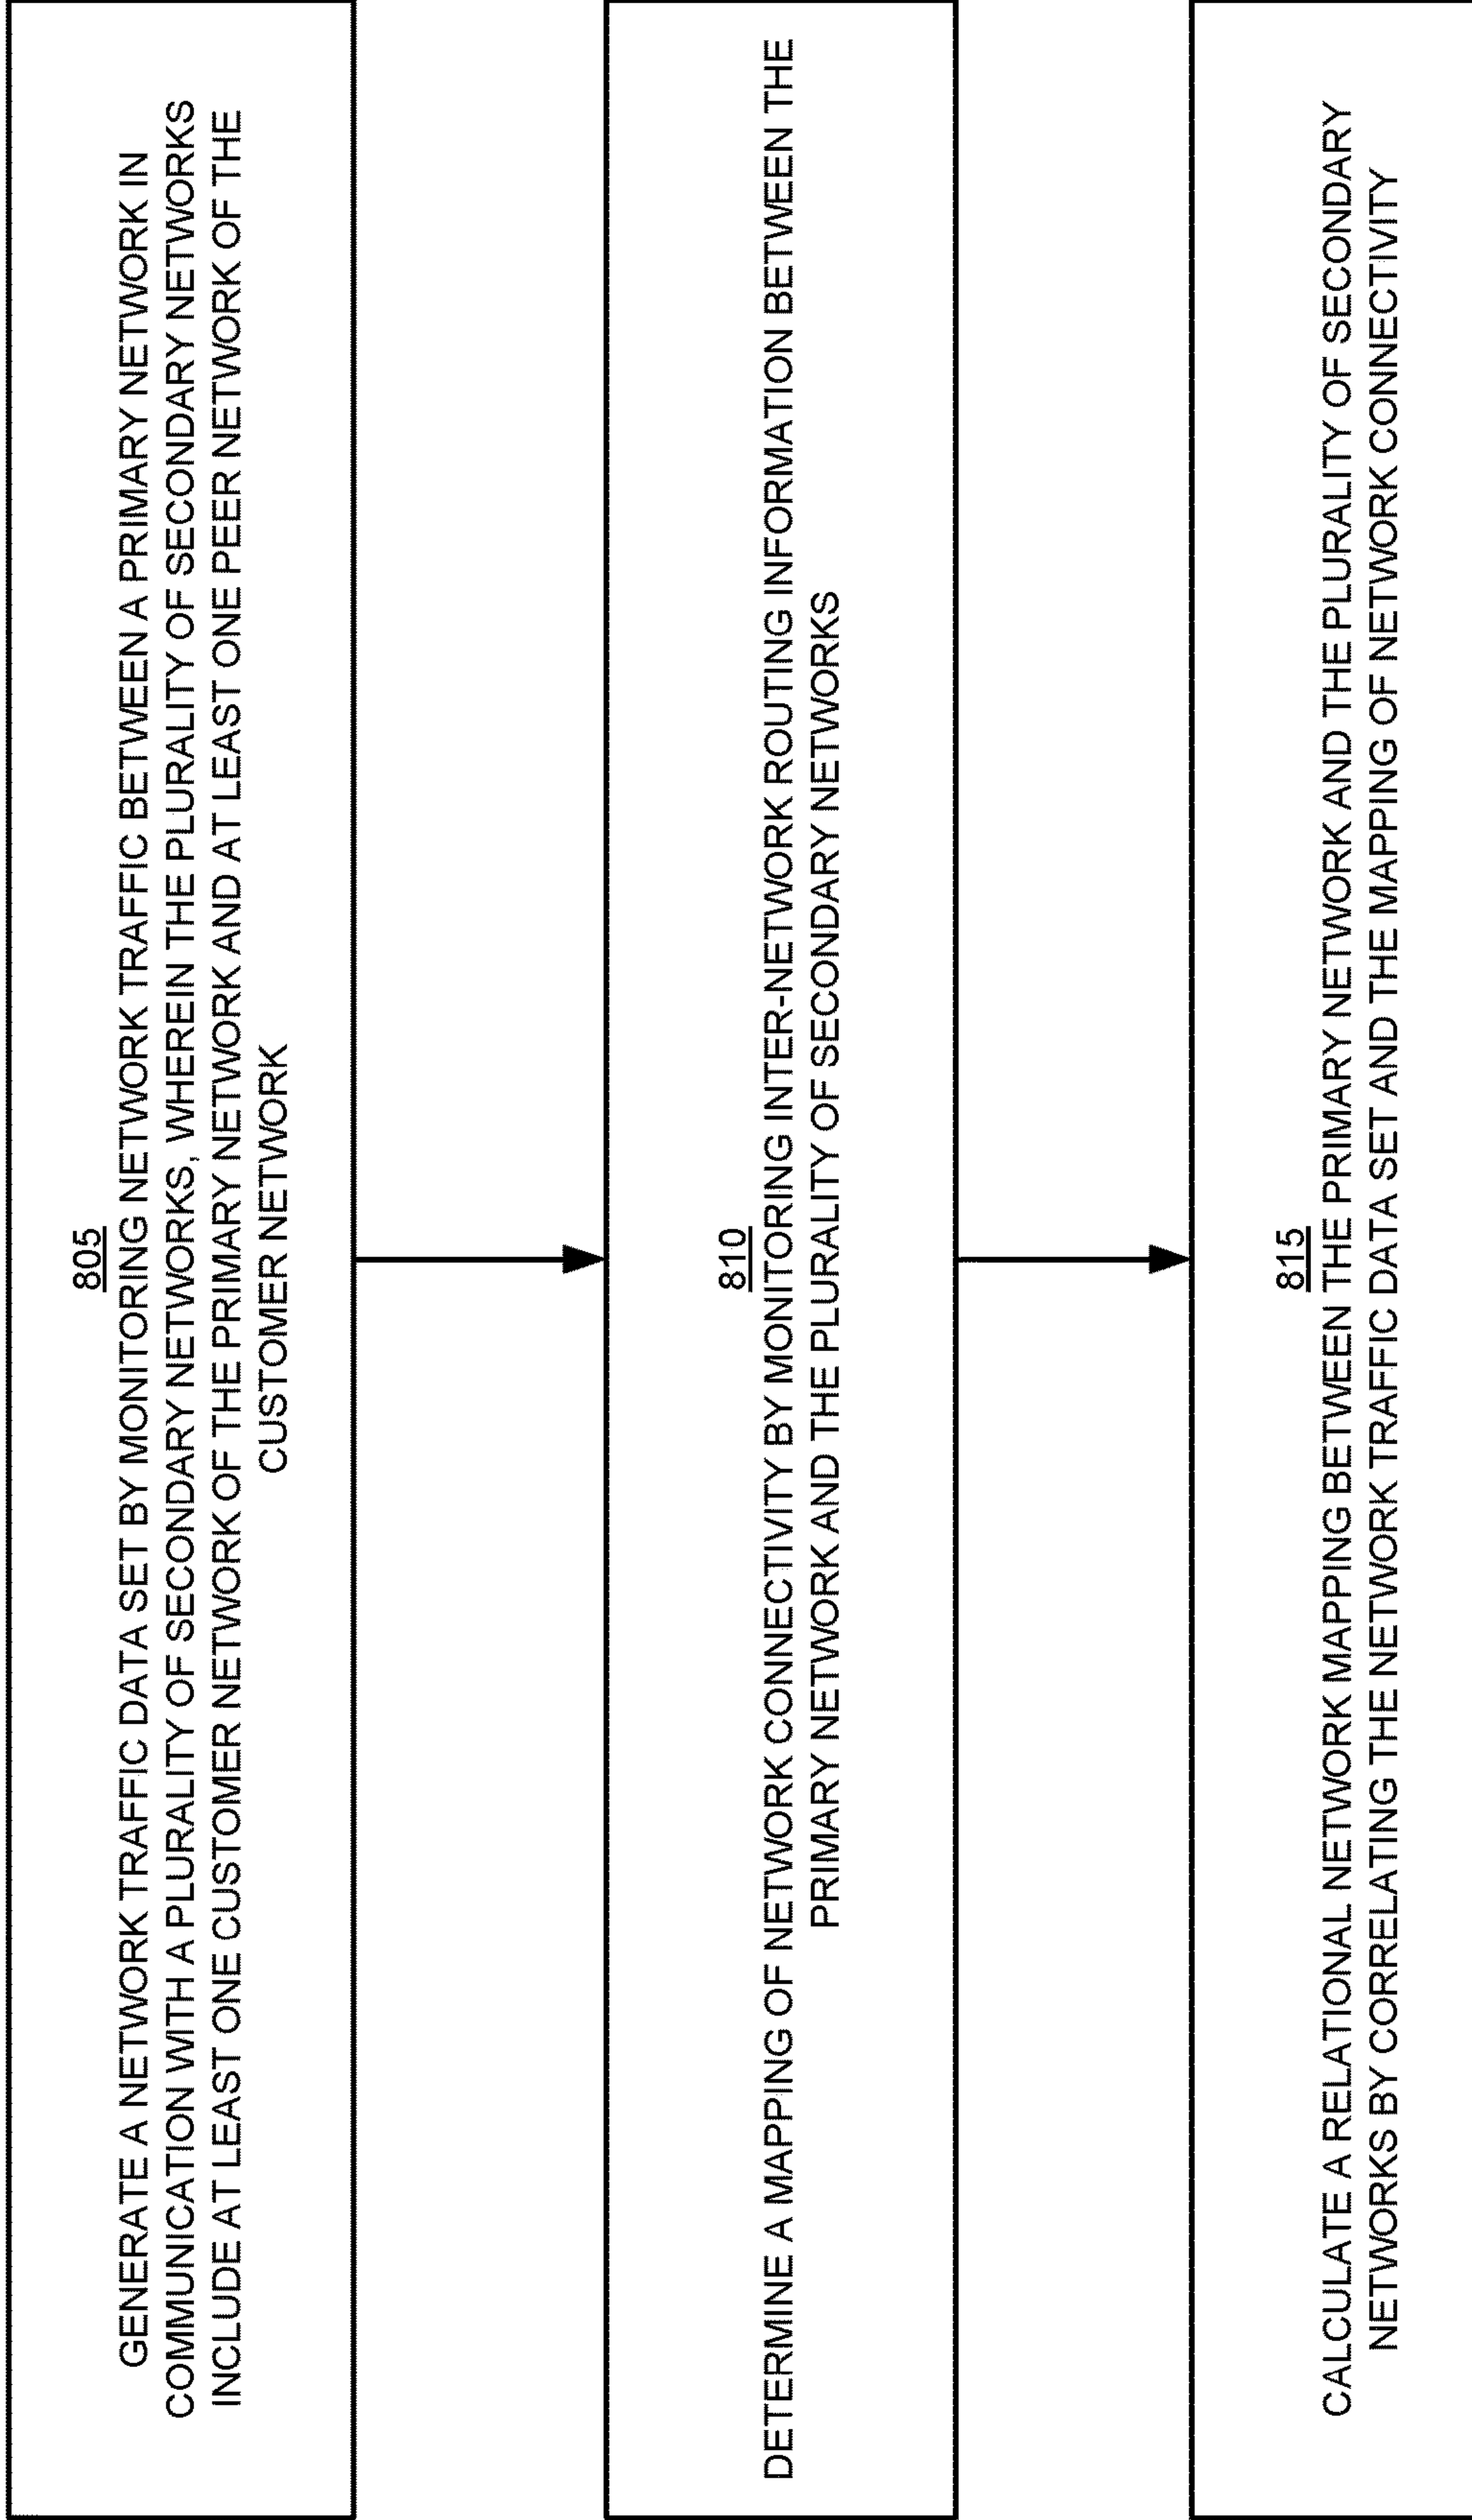 805
GENERATE A NETWORK TRAFFIC DATA SET BY MONITORING NETWORK TRAFFIC BETWEEN A PRIMARY NETWORK IN
COMMUNICATION WITH A PLURALITY OF SECONDARY NETWORKS, WHEREIN THE PLURALITY OF SECONDARY NETWORKS
INCLUDE AT LEAST ONE CUSTOMER NETWORK OF THE PRIMARY NETWORK AND AT LEAST ONE PEER NETWORK OF THE
CUSTOMER NETWORK
810
DETERMINE A MAPPING OF NETWORK CONNECTIVITY BY MONITORING INTER-NETWORK ROUTING INFORMATION BETWEEN THE
PRIMARY NETWORK AND THE PLURALITY OF SECONDARY NETWORKS
815
CALCULATE A RELATIONAL NETWORK MAPPING BETWEEN THE PRIMARY NETWORK AND THE PLURALITY OF SECONDARY
NETWORKS BY CORRELATING THE NETWORK TRAFFIC DATA SET AND THE MAPPING OF NETWORK CONNECTIVITY